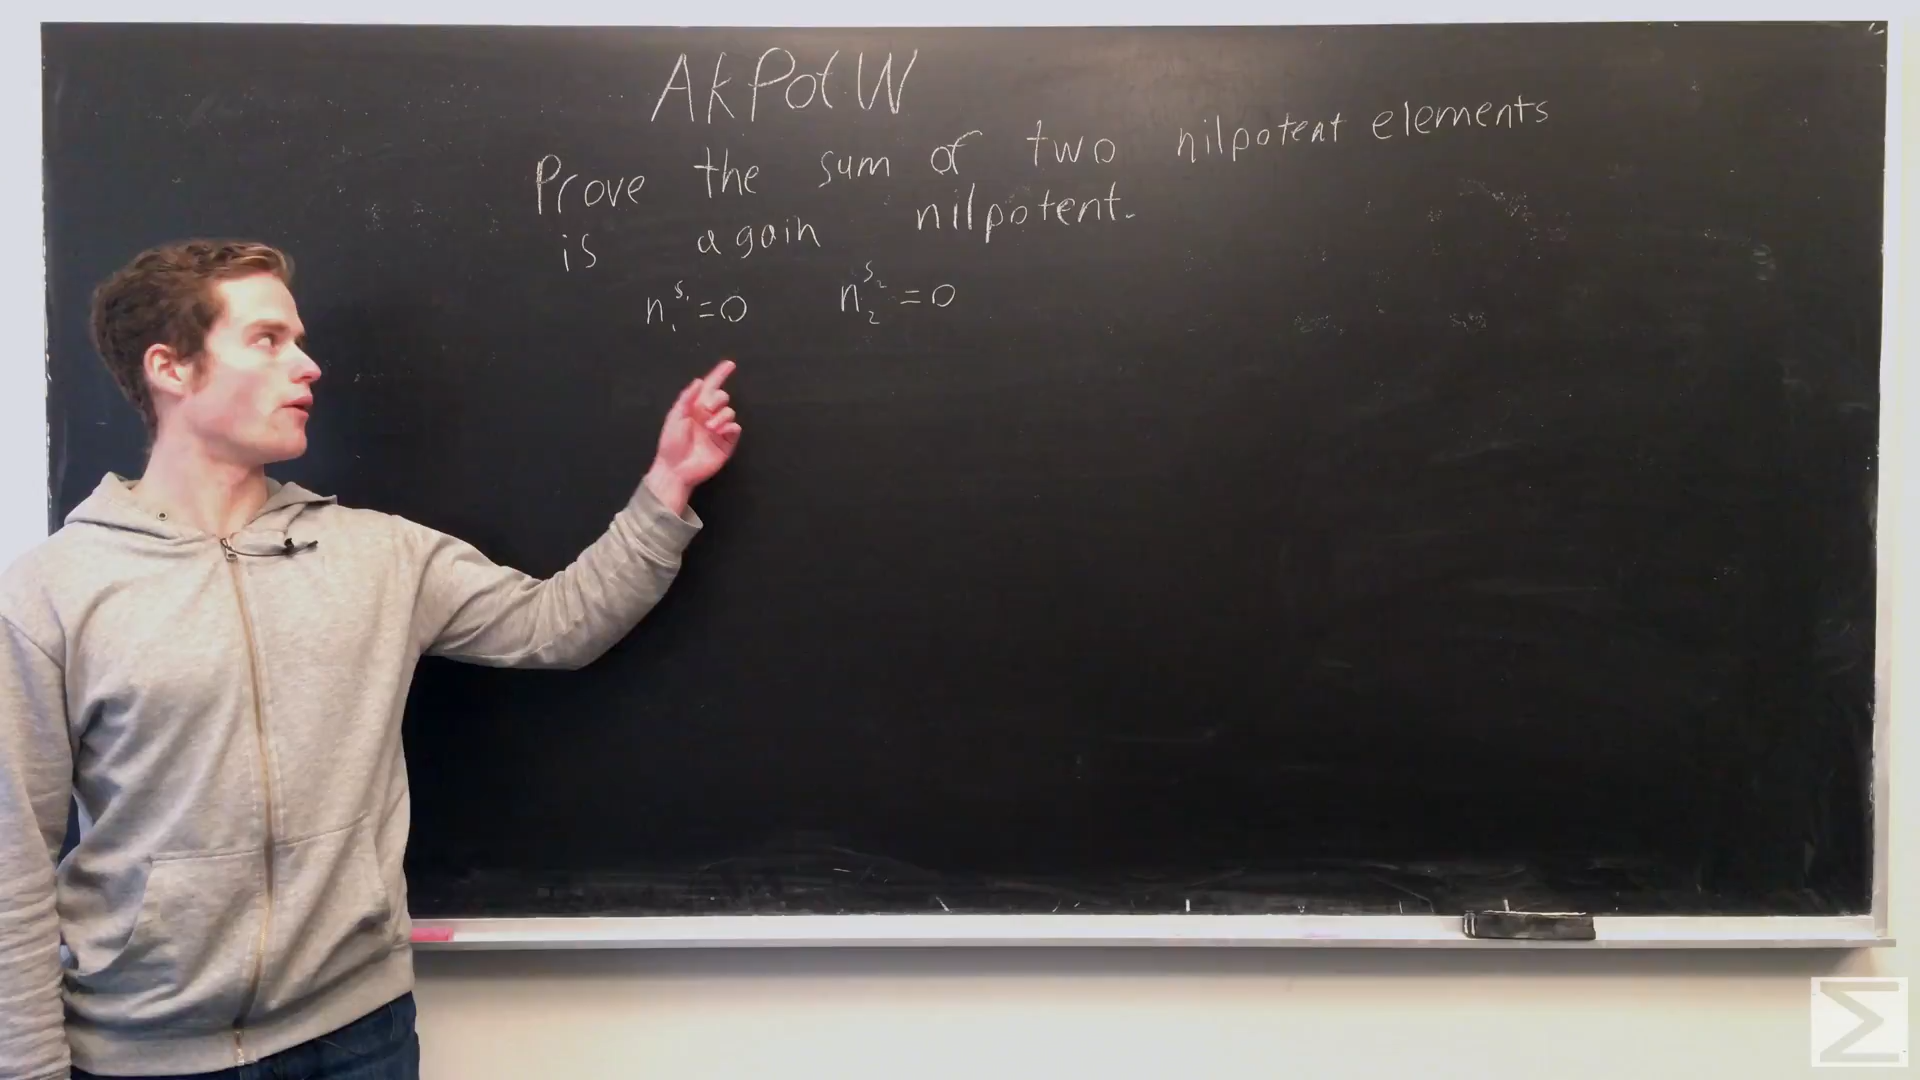 AkPotW
Prove the sum of two nilpotent elements
is again nilpotent.
n₁^s₁=0 n₂^s₂=0
Σ